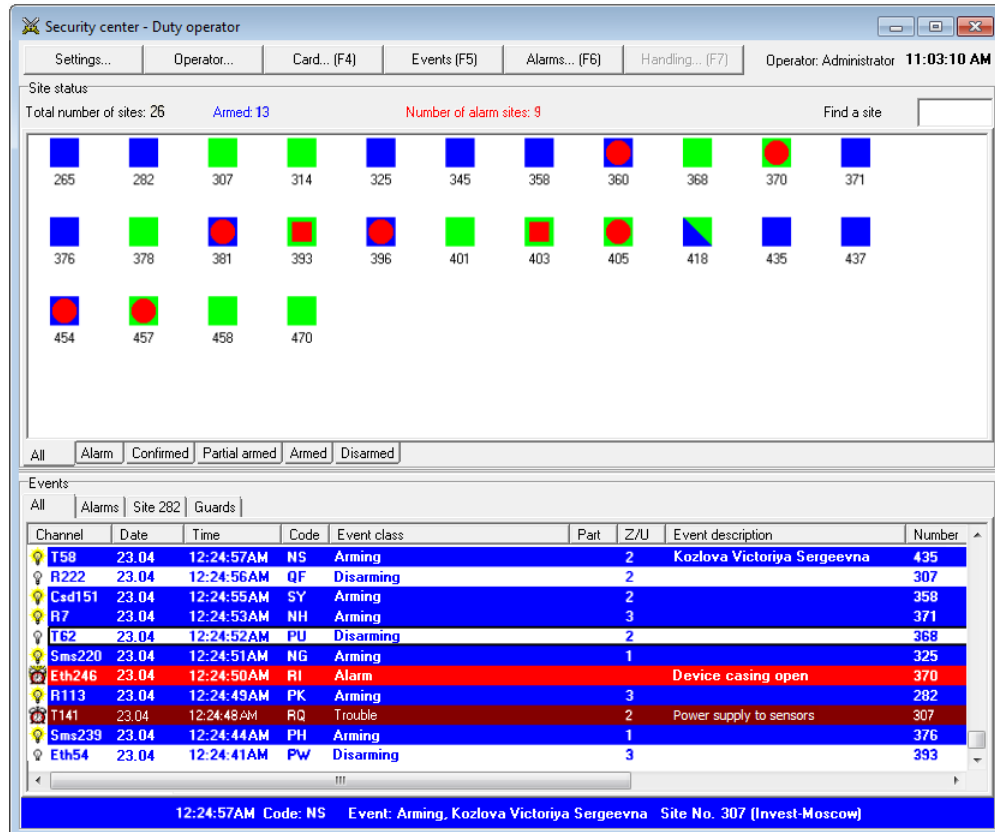 Security center - Duty operator
Settings... Operator... Card... (F4) Events (F5) Alarms... (F6) Handling... (F7) Operator: Administrator 11:03:10 AM
Site status
Total number of sites: 26 Armed: 13 Number of alarm sites: 9 Find a site
265 282 307 314 325 345 358 360 368 370 371
376 378 381 393 396 401 403 405 418 435 437
454 457 458 470
All Alarm Confirmed Partial armed Armed Disarmed
Events
All Alarms Site 282 Guards
Channel Date Time Code Event class Part Z/U Event description Number
T58 23.04 12:24:57AM NS Arming 2 Kozlova Victoriya Sergeevna 435
R222 23.04 12:24:56AM QF Disarming 2 307
Csd151 23.04 12:24:55AM SY Arming 2 358
R7 23.04 12:24:53AM NH Arming 3 371
T62 23.04 12:24:52AM PU Disarming 2 368
Sms220 23.04 12:24:51AM NG Arming 1 325
Eth246 23.04 12:24:50AM RI Alarm Device casing open 370
R113 23.04 12:24:49AM PK Arming 3 282
T141 23.04 12:24:48AM RQ Trouble 2 Power supply to sensors 307
Sms239 23.04 12:24:44AM PH Arming 1 376
Eth54 23.04 12:24:41AM PW Disarming 3 393
12:24:57AM Code: NS Event: Arming, Kozlova Victoriya Sergeevna Site No. 307 (Invest-Moscow)